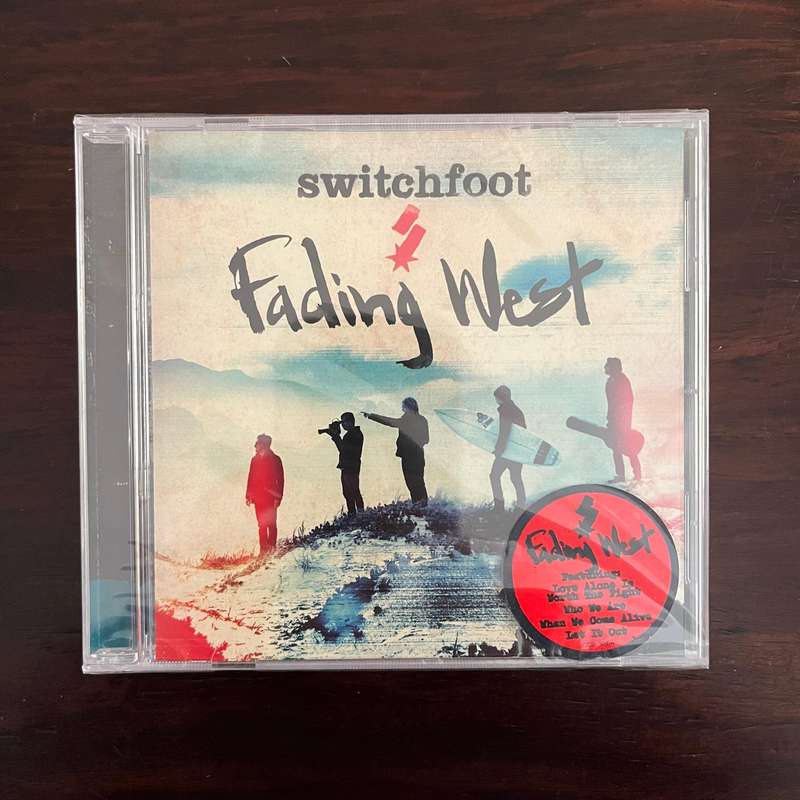 switchfoot
Fading West
Fading West
Featuring:
Love Alone Is
Worth The Fight
Who We Are
When We Come Alive
Let It Out